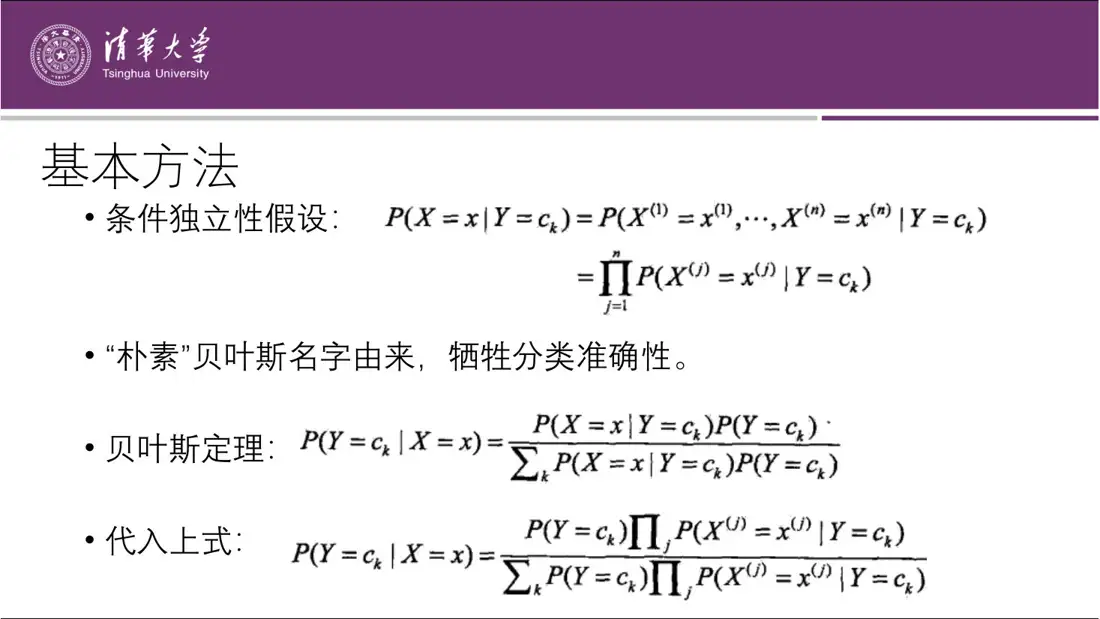 清华大学
Tsinghua University
基本方法
• 条件独立性假设： P(X = x | Y = c_k) = P(X^(1) = x^(1), ⋯, X^(n) = x^(n) | Y = c_k)
= ∏_{j=1}^{n} P(X^(j) = x^(j) | Y = c_k)
• “朴素”贝叶斯名字由来，牺牲分类准确性。
• 贝叶斯定理： P(Y = c_k | X = x) = P(X = x | Y = c_k)P(Y = c_k) / ∑_k P(X = x | Y = c_k)P(Y = c_k)
• 代入上式： P(Y = c_k | X = x) = P(Y = c_k)∏_j P(X^(j) = x^(j) | Y = c_k) / ∑_k P(Y = c_k)∏_j P(X^(j) = x^(j) | Y = c_k)